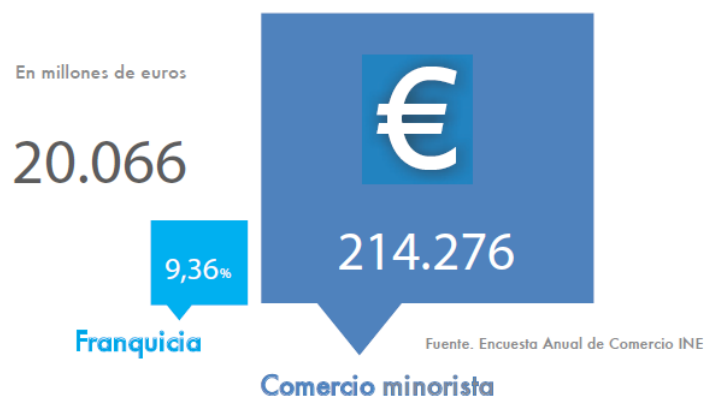 En millones de euros
€
20.066
214.276
9,36%
Franquicia
Fuente. Encuesta Anual de Comercio INE
Comercio minorista